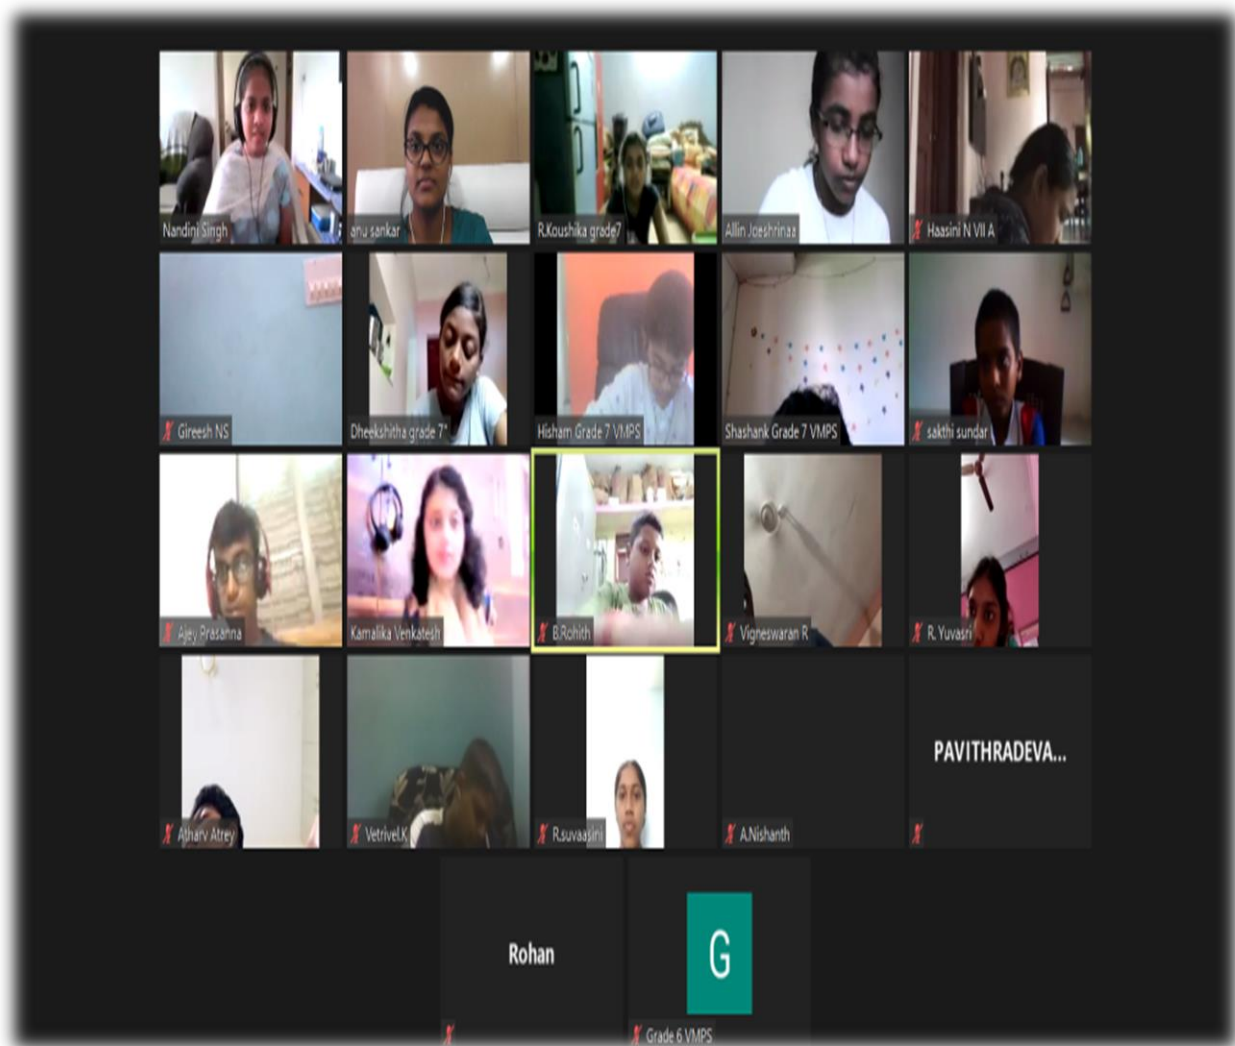 Nandini Singh
anu sankar
R.Koushika grade7
Allin Joeshrinaa
Haasini N VII A
Gireesh NS
Dheekshitha grade 7"
Hisham Grade 7 VMPS
Shashank Grade 7 VMPS
sakthi sundar
Ajey Prasanna
Kamalika Venkatesh
B.Rohith
Vigneswaran R
R. Yuvasri
Atharv Atrey
Vetrivel.K
R.suvaasini
A.Nishanth
PAVITHRADEVA...
Rohan
G
Grade 6 VMPS